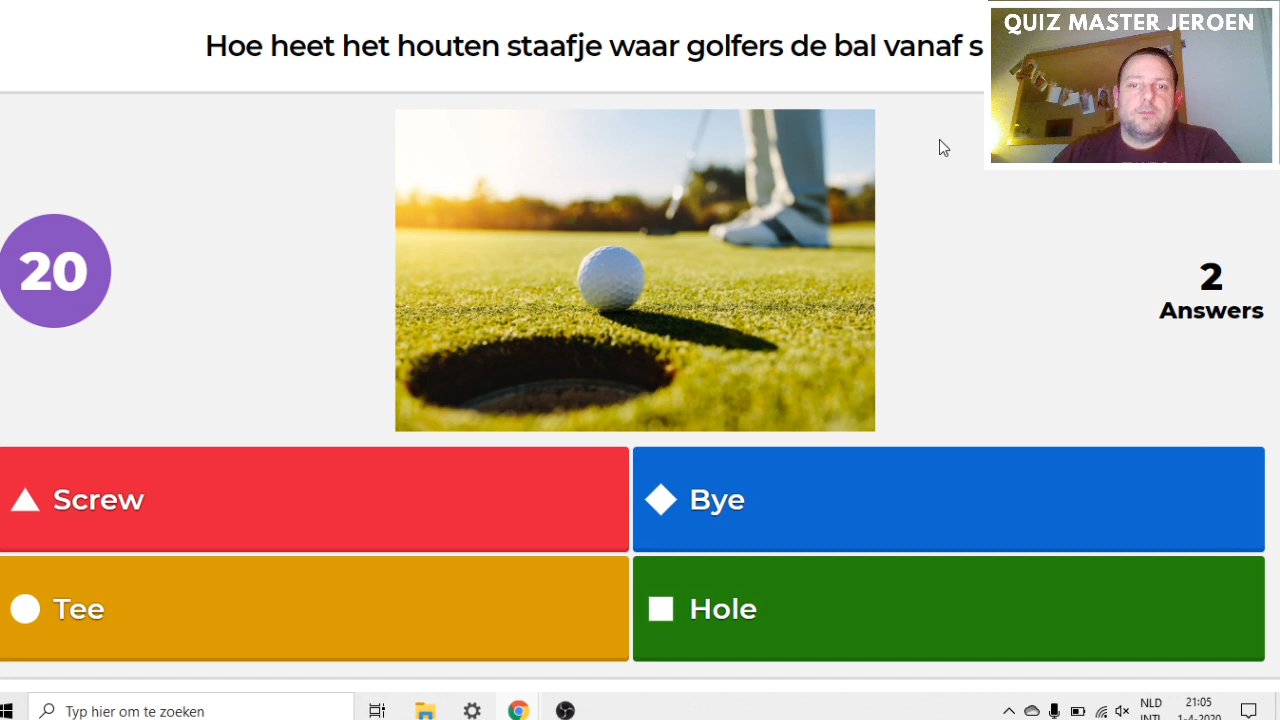 Hoe heet het houten staafje waar golfers de bal vanaf s
QUIZ MASTER JEROEN
20
2
Answers
Screw
Bye
Tee
Hole
Typ hier om te zoeken
NLD
21:05
INTL
1-4-2020